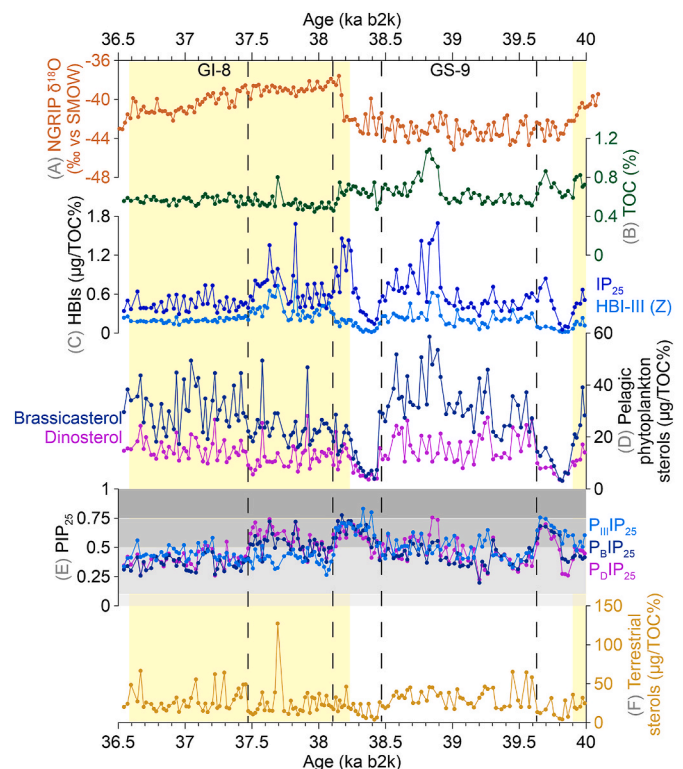 Age (ka b2k)
36.5 37 37.5 38 38.5 39 39.5 40
GI-8 GS-9
-36
-40
-44
-48
(A) NGRIP δ¹⁸O
(‰ vs SMOW)
1.2
0.8
0.4
0
(B) TOC (%)
1.8
1.2
0.6
0
(C) HBIs (µg/TOC%)
IP₂₅
HBI-III (Z)
60
40
20
0
(D) Pelagic
phytoplankton
sterols (µg/TOC%)
Brassicasterol
Dinosterol
1
0.75
0.5
0.25
0
(E) PIP₂₅
PIIIIP₂₅
PBIP₂₅
PDIP₂₅
150
100
50
0
(F) Terrestrial
sterols (µg/TOC%)
36.5 37 37.5 38 38.5 39 39.5 40
Age (ka b2k)